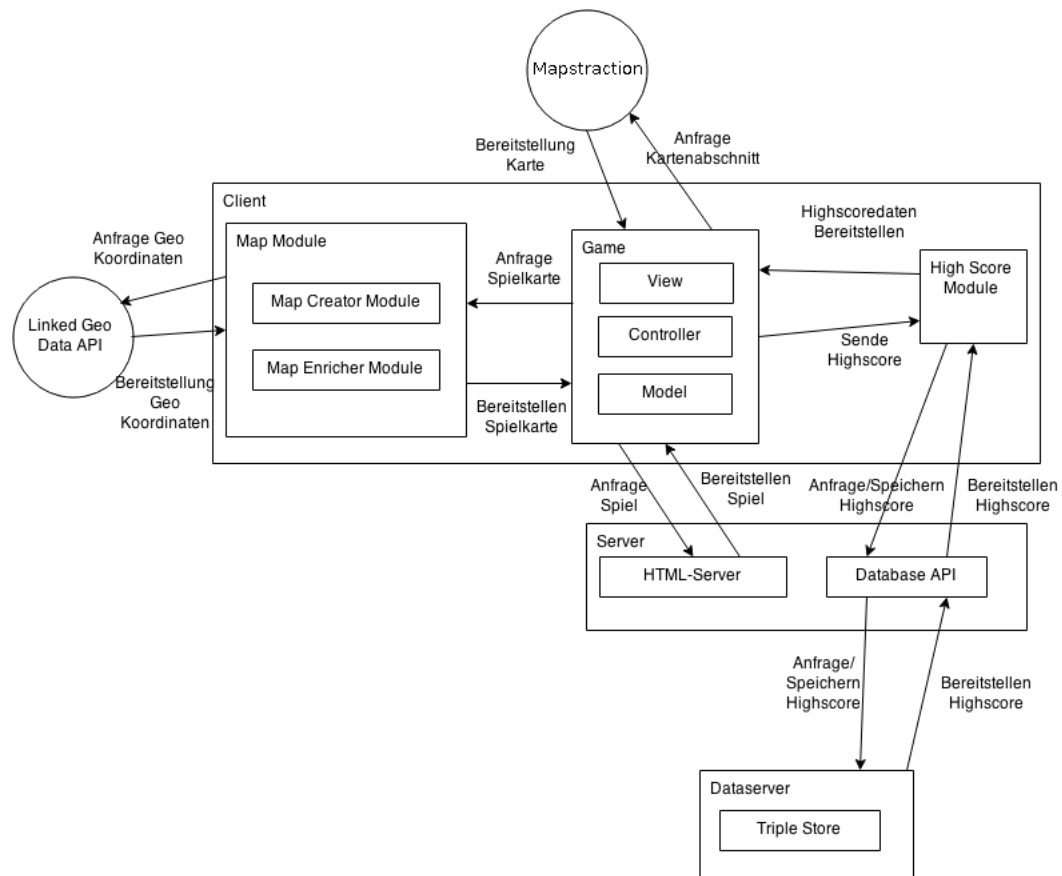 Mapstraction
Bereitstellung
Karte
Anfrage
Kartenabschnitt
Client
Map Module
Map Creator Module
Map Enricher Module
Anfrage Geo
Koordinaten
Linked Geo
Data API
Bereitstellung
Geo
Koordinaten
Anfrage
Spielkarte
Bereitstellen
Spielkarte
Game
View
Controller
Model
Highscoredaten
Bereitstellen
High Score
Module
Sende
Highscore
Anfrage
Spiel
Bereitstellen
Spiel
Anfrage/Speichern
Highscore
Bereitstellen
Highscore
Server
HTML-Server
Database API
Anfrage/
Speichern
Highscore
Bereitstellen
Highscore
Dataserver
Triple Store